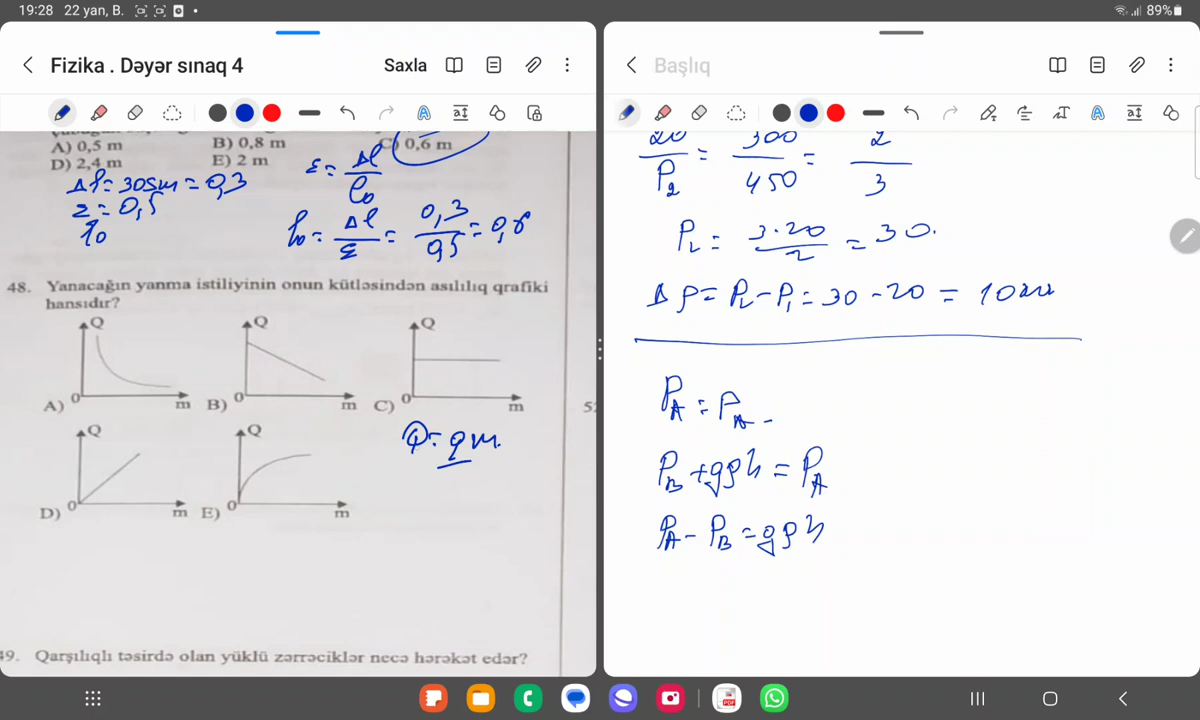 19:28 22 yan, B. • 89%
Fizika . Dəyər sınaq 4 Saxla
A) 0,5 m B) 0,8 m C) 0,6 m
D) 2,4 m E) 2 m
Δl = 30sm = 0,3
ε = 0,5
l₀
ε = Δl/l₀
l₀ = Δl/ε = 0,3/0,5 = 0,6
48. Yanacağın yanma istiliyinin onun kütləsindən asılılıq qrafiki
hansıdır?
Q Q Q
0 0 0
A) m B) m C) m
Q Q
Q = qm.
0 0
D) m E) m
49. Qarşılıqlı təsirdə olan yüklü zərrəciklər necə hərəkət edər?
Başlıq
20/P₂ = 300/450 = 2/3
P₂ = 3·20/2 = 30.
ΔP = P₂ - P₁ = 30 - 20 = 10
P_A = P_A -
P_B + gρh = P_A
P_A - P_B = gρh